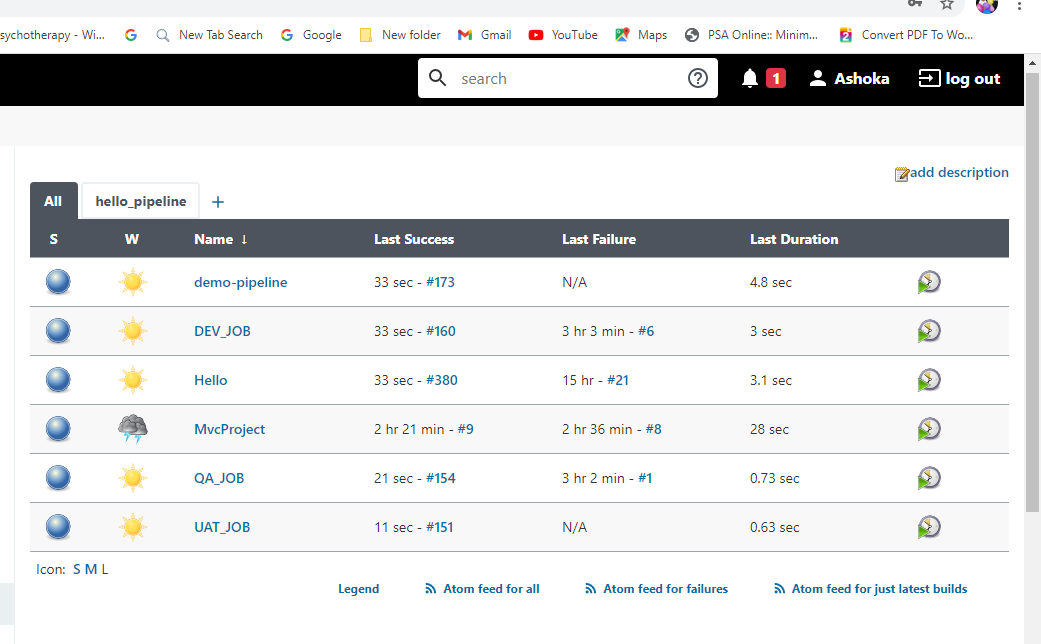 sychotherapy - Wi... New Tab Search Google New folder Gmail YouTube Maps PSA Online:: Minim... Convert PDF To Wo...
search 1 Ashoka log out
add description
All hello_pipeline +
S W Name ↓ Last Success Last Failure Last Duration
demo-pipeline 33 sec - #173 N/A 4.8 sec
DEV_JOB 33 sec - #160 3 hr 3 min - #6 3 sec
Hello 33 sec - #380 15 hr - #21 3.1 sec
MvcProject 2 hr 21 min - #9 2 hr 36 min - #8 28 sec
QA_JOB 21 sec - #154 3 hr 2 min - #1 0.73 sec
UAT_JOB 11 sec - #151 N/A 0.63 sec
Icon: S M L
Legend Atom feed for all Atom feed for failures Atom feed for just latest builds